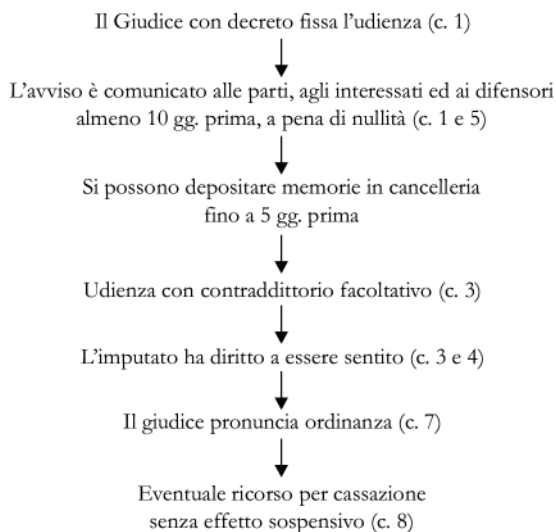 Il Giudice con decreto fissa l'udienza (c. 1)
L'avviso è comunicato alle parti, agli interessati ed ai difensori
almeno 10 gg. prima, a pena di nullità (c. 1 e 5)
Si possono depositare memorie in cancelleria
fino a 5 gg. prima
Udienza con contraddittorio facoltativo (c. 3)
L'imputato ha diritto a essere sentito (c. 3 e 4)
Il giudice pronuncia ordinanza (c. 7)
Eventuale ricorso per cassazione
senza effetto sospensivo (c. 8)